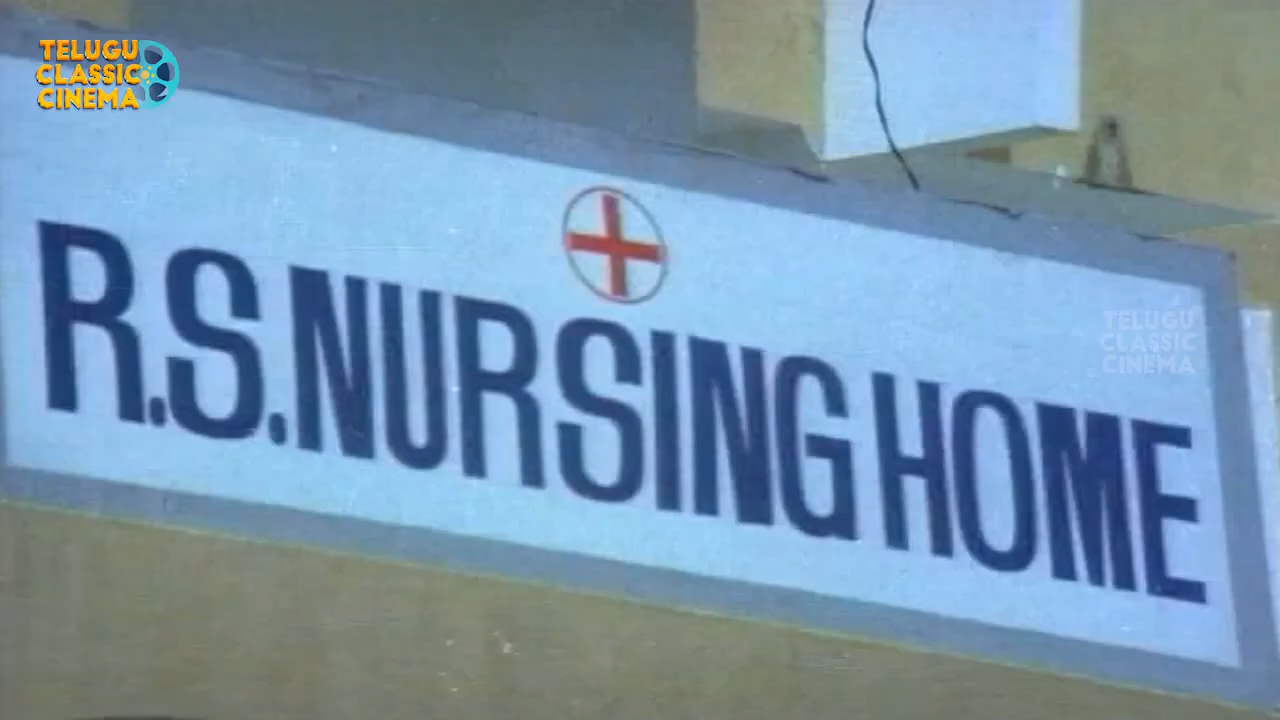 TELUGU
CLASSIC
CINEMA
R.S.NURSING HOME
TELUGU
CLASSIC
CINEMA